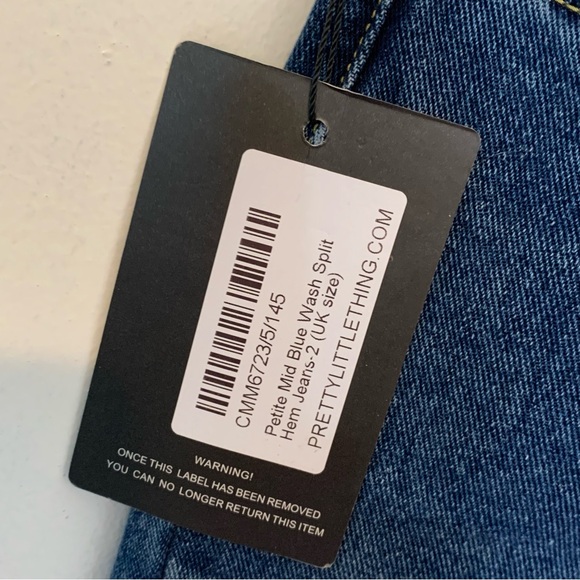 CMM6723/5/145
Petite Mid Blue Wash Split
Hem Jeans-2 (UK size)
PRETTYLITTLETHING.COM
WARNING!
ONCE THIS LABEL HAS BEEN REMOVED
YOU CAN NO LONGER RETURN THIS ITEM